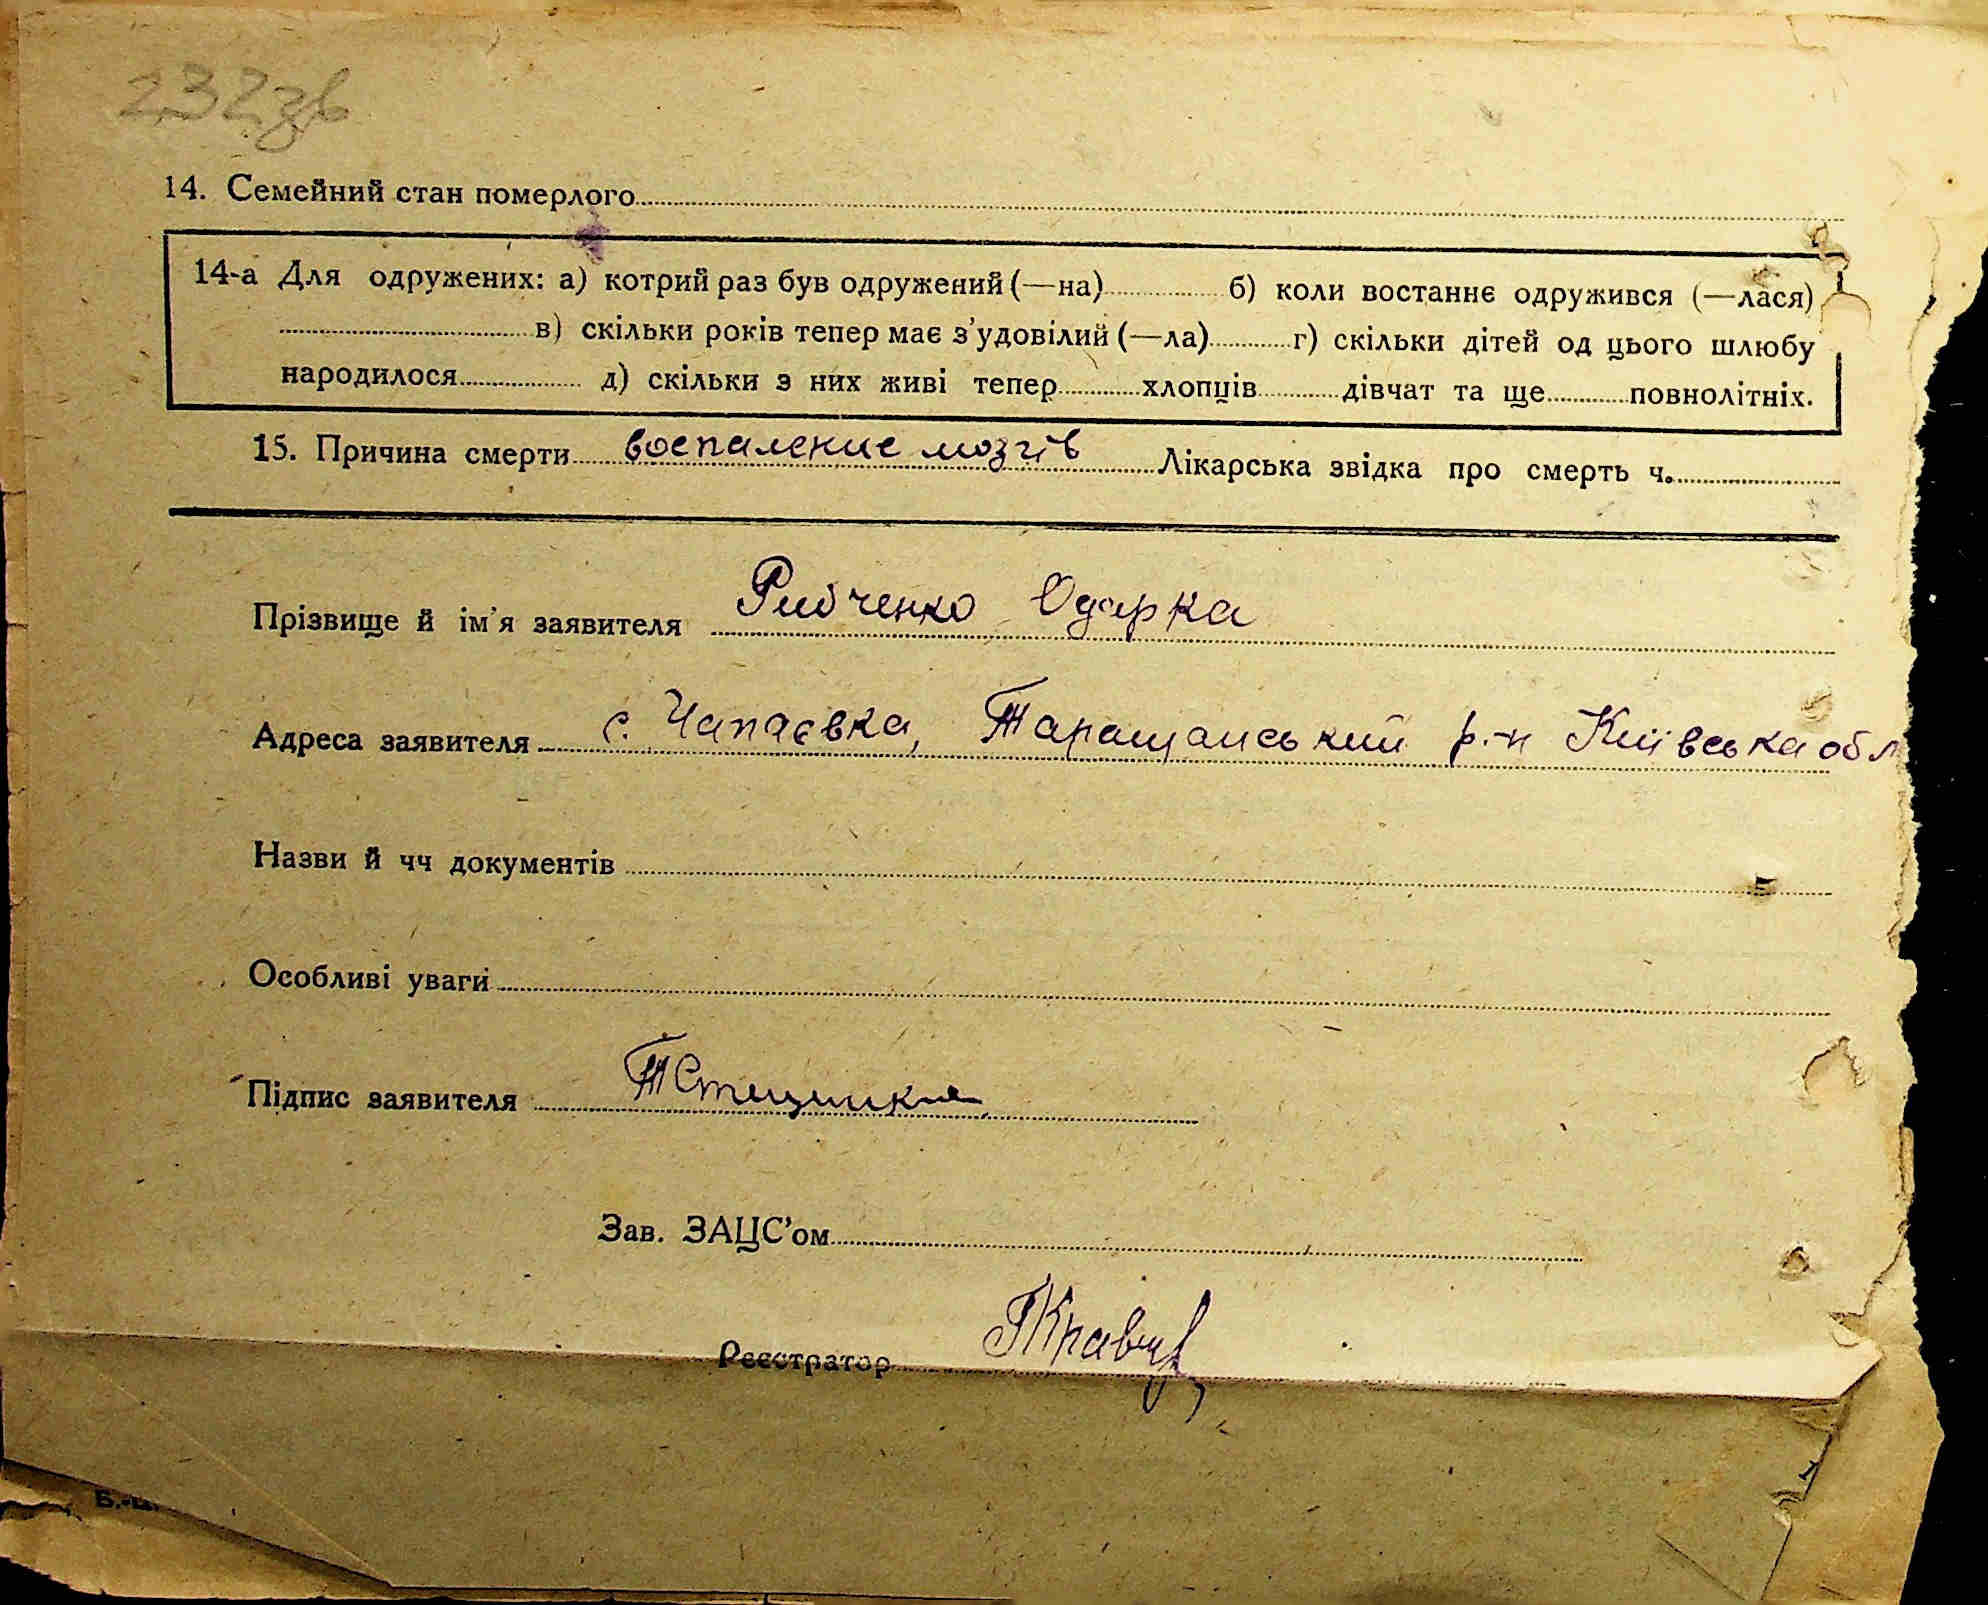 232зв
14. Семейний стан померлого
14-а Для одружених: а) котрий раз був одружений (—на) б) коли востаннє одружився (—лася)
в) скільки років тепер має з'удовілий (—ла) г) скільки дітей од цього шлюбу
народилося д) скільки з них живі тепер хлопців дівчат та ще повнолітніх.
15. Причина смерти воспаление мозгів Лікарська звідка про смерть ч.
Прізвище й ім'я заявителя Рибченко Одарка
Адреса заявителя с. Чапаєвка, Таращанський р-н Київська обл
Назви й чч документів
Особливі уваги
Підпис заявителя
Зав. ЗАЦС'ом
Реєстратор